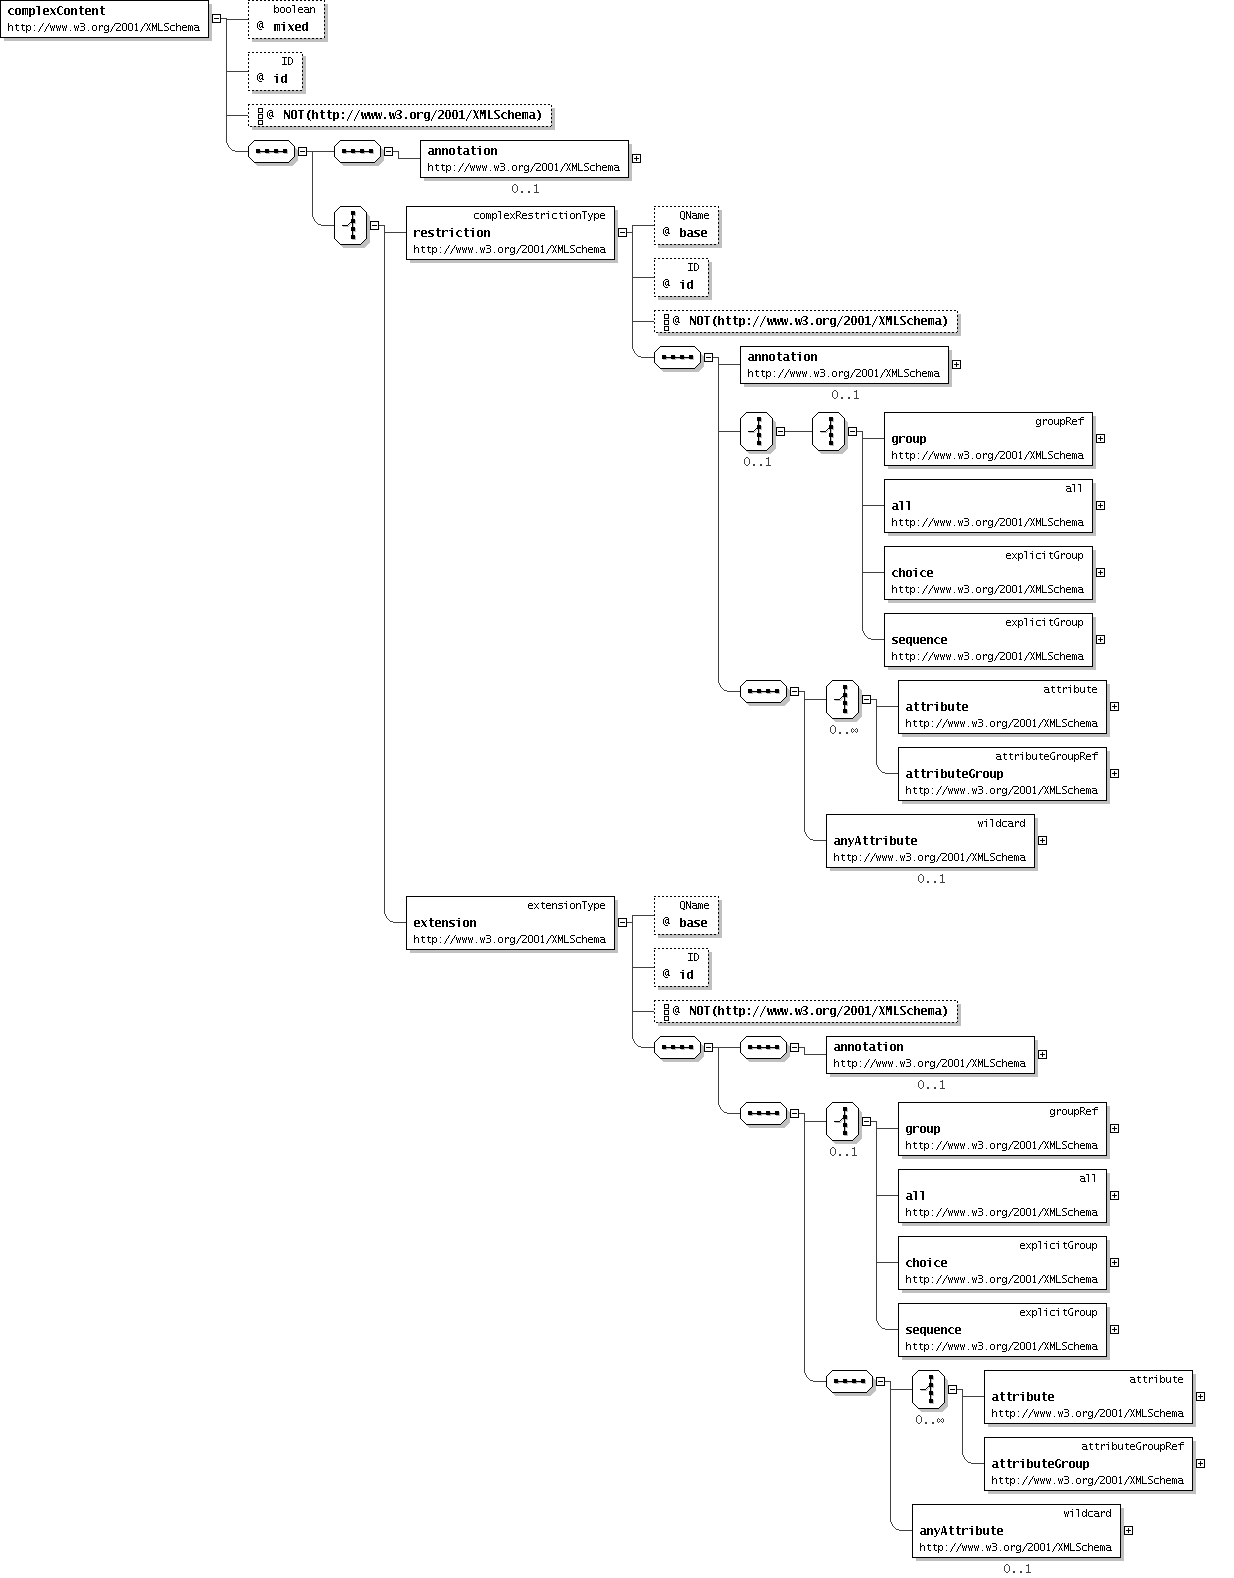 complexContent
http://www.w3.org/2001/XMLSchema
boolean
@ mixed
ID
@ id
@ NOT(http://www.w3.org/2001/XMLSchema)
annotation
http://www.w3.org/2001/XMLSchema
0..1
complexRestrictionType
restriction
http://www.w3.org/2001/XMLSchema
QName
@ base
ID
@ id
@ NOT(http://www.w3.org/2001/XMLSchema)
annotation
http://www.w3.org/2001/XMLSchema
0..1
0..1
groupRef
group
http://www.w3.org/2001/XMLSchema
all
all
http://www.w3.org/2001/XMLSchema
explicitGroup
choice
http://www.w3.org/2001/XMLSchema
explicitGroup
sequence
http://www.w3.org/2001/XMLSchema
0..∞
attribute
attribute
http://www.w3.org/2001/XMLSchema
attributeGroupRef
attributeGroup
http://www.w3.org/2001/XMLSchema
wildcard
anyAttribute
http://www.w3.org/2001/XMLSchema
0..1
extensionType
extension
http://www.w3.org/2001/XMLSchema
QName
@ base
ID
@ id
@ NOT(http://www.w3.org/2001/XMLSchema)
annotation
http://www.w3.org/2001/XMLSchema
0..1
0..1
groupRef
group
http://www.w3.org/2001/XMLSchema
all
all
http://www.w3.org/2001/XMLSchema
explicitGroup
choice
http://www.w3.org/2001/XMLSchema
explicitGroup
sequence
http://www.w3.org/2001/XMLSchema
0..∞
attribute
attribute
http://www.w3.org/2001/XMLSchema
attributeGroupRef
attributeGroup
http://www.w3.org/2001/XMLSchema
wildcard
anyAttribute
http://www.w3.org/2001/XMLSchema
0..1